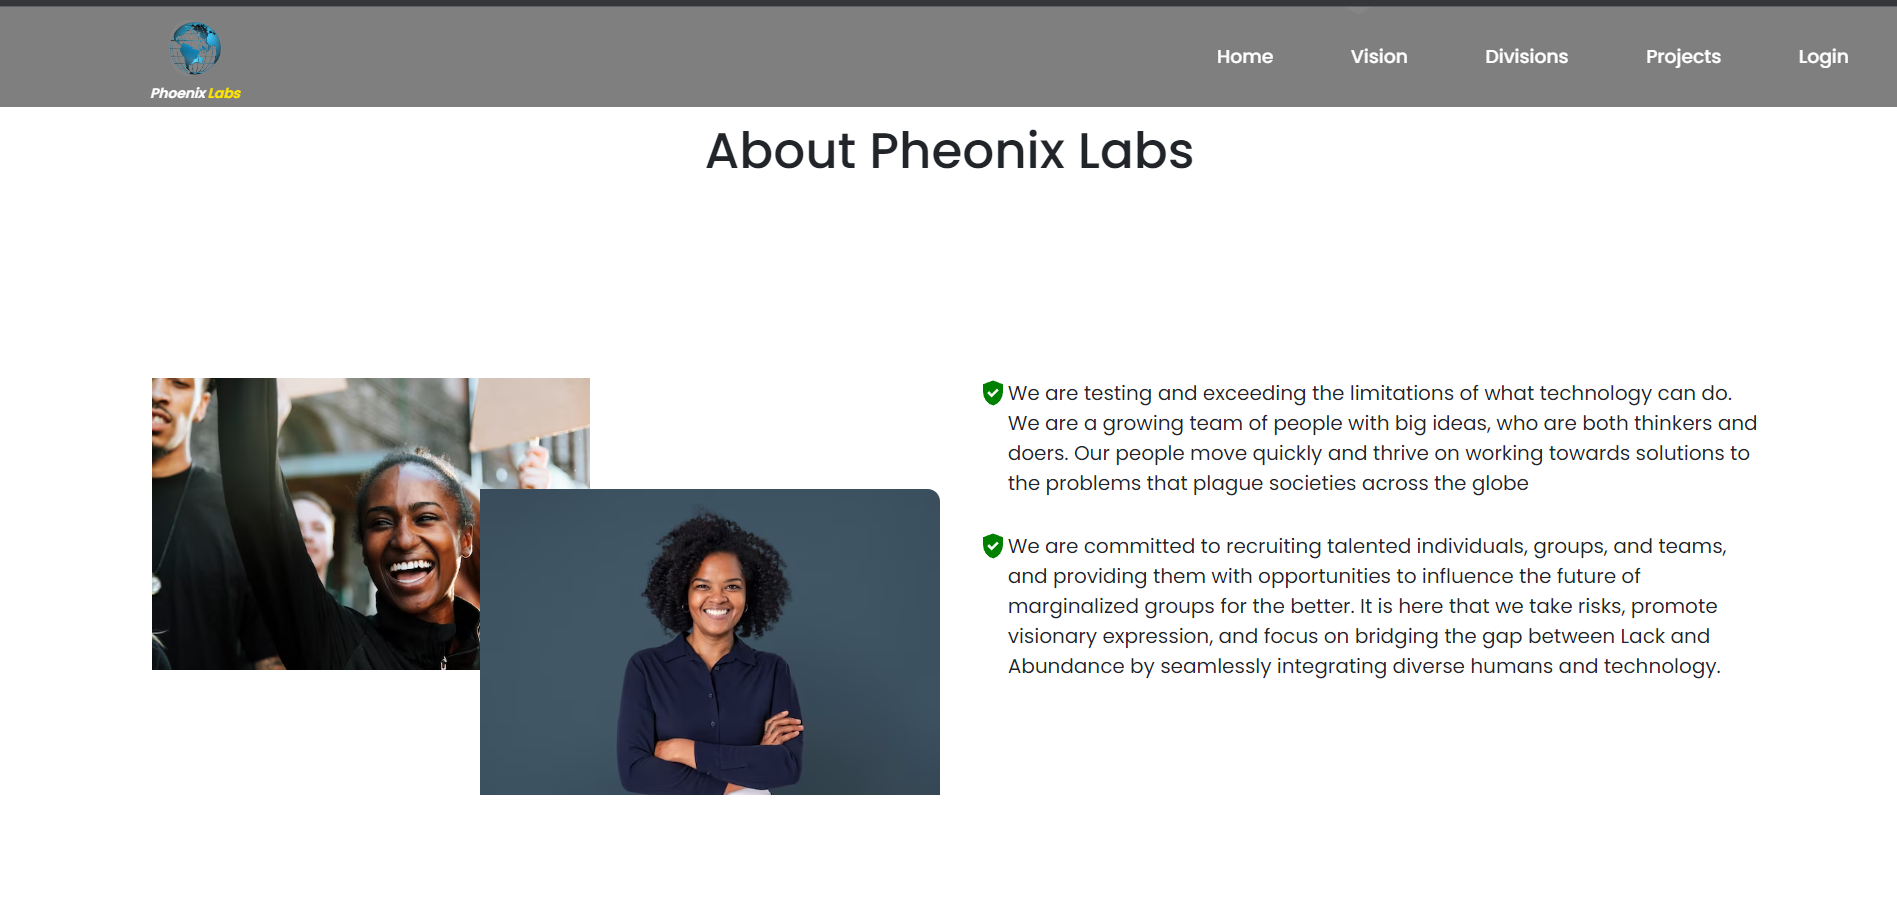 Phoenix Labs
Home Vision Divisions Projects Login
About Pheonix Labs
We are testing and exceeding the limitations of what technology can do.
We are a growing team of people with big ideas, who are both thinkers and
doers. Our people move quickly and thrive on working towards solutions to
the problems that plague societies across the globe
We are committed to recruiting talented individuals, groups, and teams,
and providing them with opportunities to influence the future of
marginalized groups for the better. It is here that we take risks, promote
visionary expression, and focus on bridging the gap between Lack and
Abundance by seamlessly integrating diverse humans and technology.